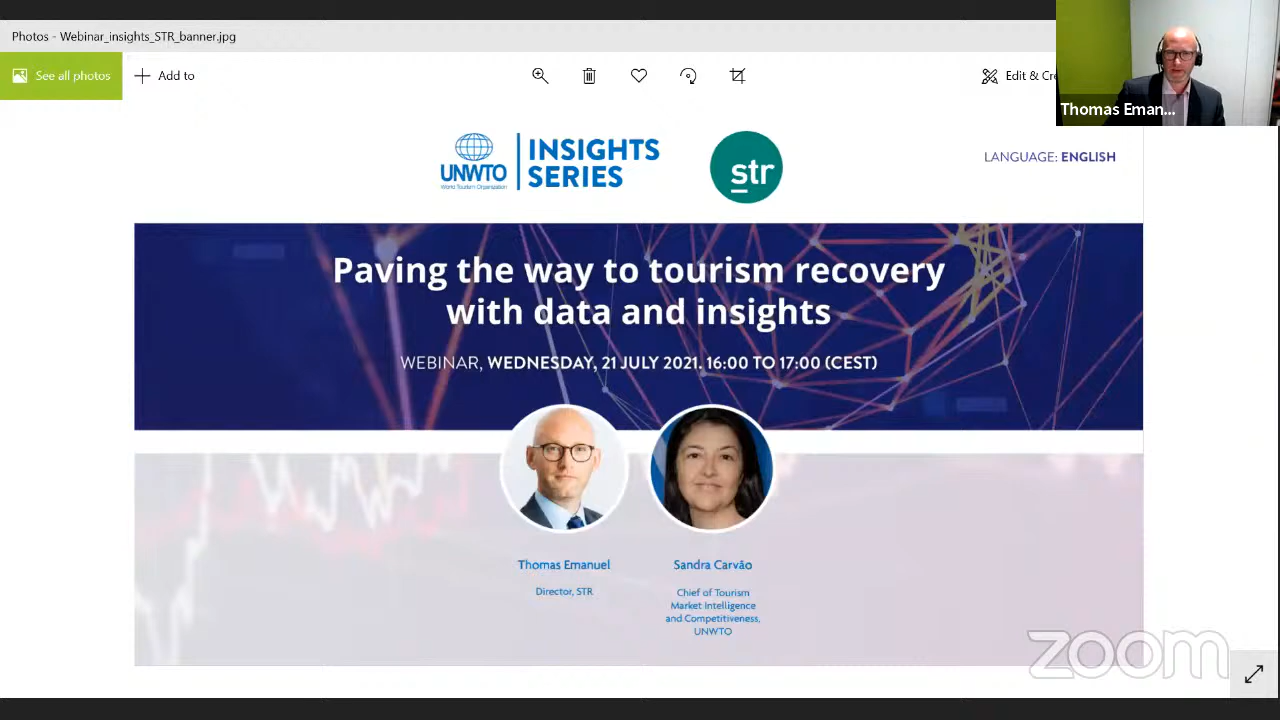 Photos - Webinar_insights_STR_banner.jpg
See all photos
Add to
Edit & Cre
Thomas Eman...
UNWTO
World Tourism Organization
INSIGHTS
SERIES
str
LANGUAGE: ENGLISH
Paving the way to tourism recovery
with data and insights
WEBINAR, WEDNESDAY, 21 JULY 2021. 16:00 TO 17:00 (CEST)
Thomas Emanuel
Director, STR
Sandra Carvão
Chief of Tourism
Market Intelligence
and Competitiveness,
UNWTO
zoom